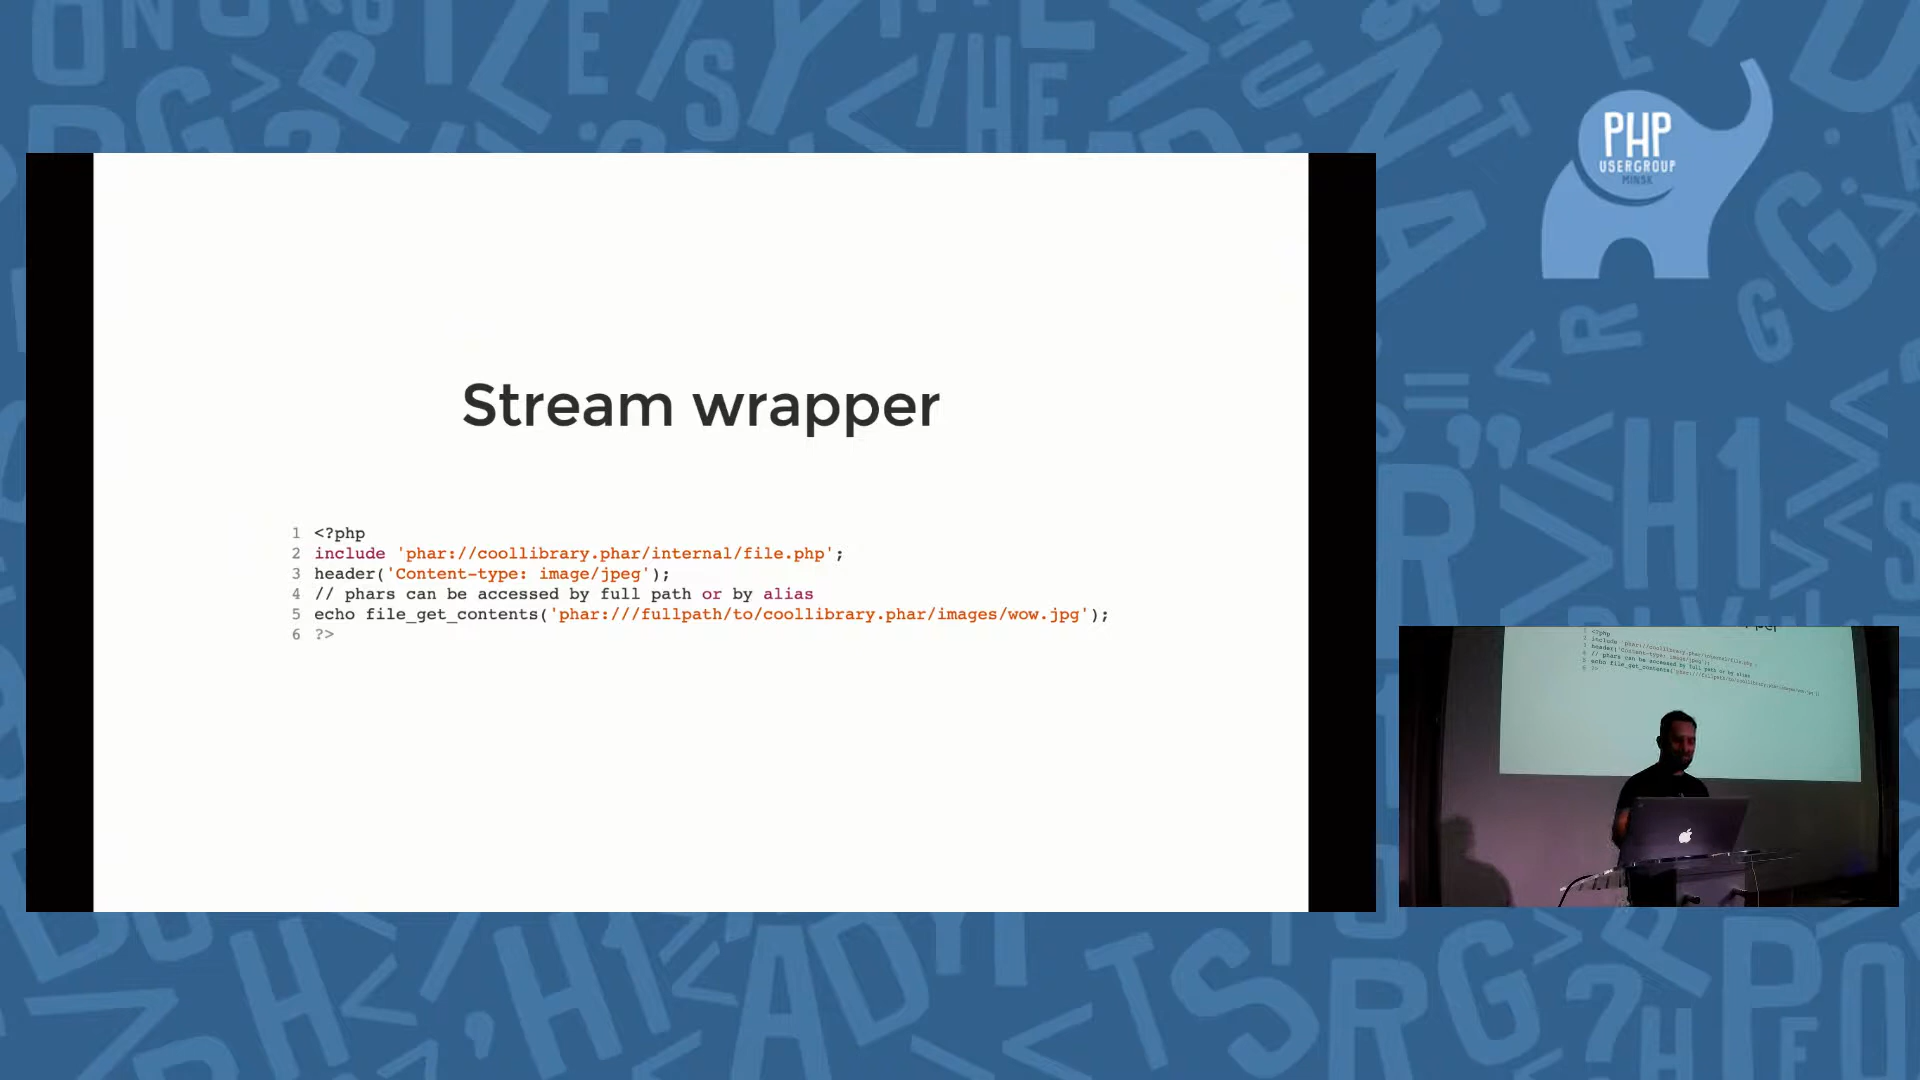 PHP
USERGROUP
MINSK
Stream wrapper
1 <?php
2 include 'phar://coollibrary.phar/internal/file.php';
3 header('Content-type: image/jpeg');
4 // phars can be accessed by full path or by alias
5 echo file_get_contents('phar:///fullpath/to/coollibrary.phar/images/wow.jpg');
6 ?>